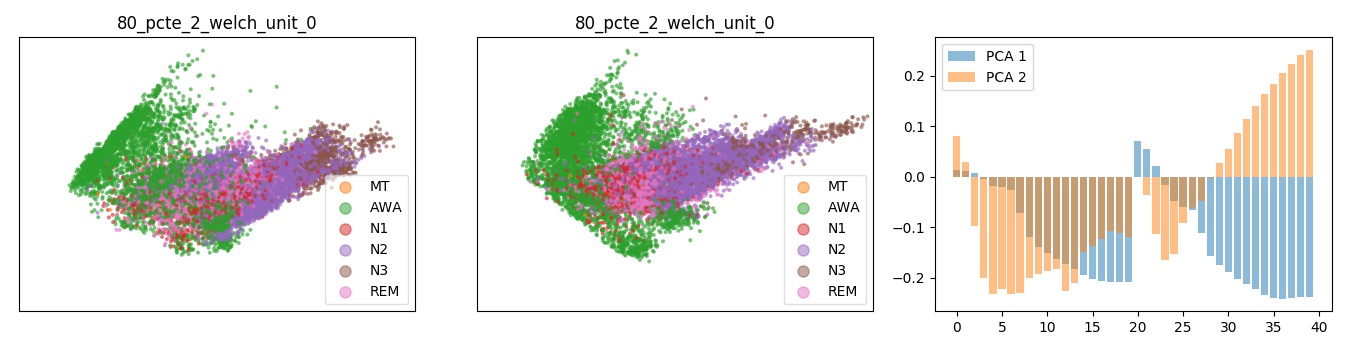 80_pcte_2_welch_unit_0
MT
AWA
N1
N2
N3
REM
80_pcte_2_welch_unit_0
MT
AWA
N1
N2
N3
REM
PCA 1
PCA 2
0.2
0.1
0.0
−0.1
−0.2
0 5 10 15 20 25 30 35 40